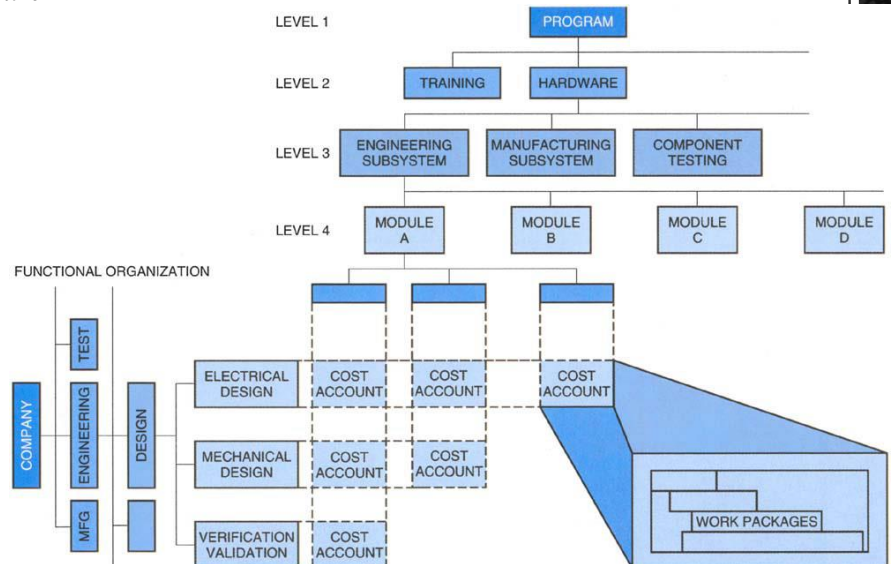 LEVEL 1
PROGRAM
LEVEL 2
TRAINING
HARDWARE
LEVEL 3
ENGINEERING
SUBSYSTEM
MANUFACTURING
SUBSYSTEM
COMPONENT
TESTING
LEVEL 4
MODULE
A
MODULE
B
MODULE
C
MODULE
D
FUNCTIONAL ORGANIZATION
COMPANY
TEST
ENGINEERING
MFG
DESIGN
ELECTRICAL
DESIGN
COST
ACCOUNT
COST
ACCOUNT
COST
ACCOUNT
MECHANICAL
DESIGN
COST
ACCOUNT
COST
ACCOUNT
VERIFICATION
VALIDATION
COST
ACCOUNT
WORK PACKAGES